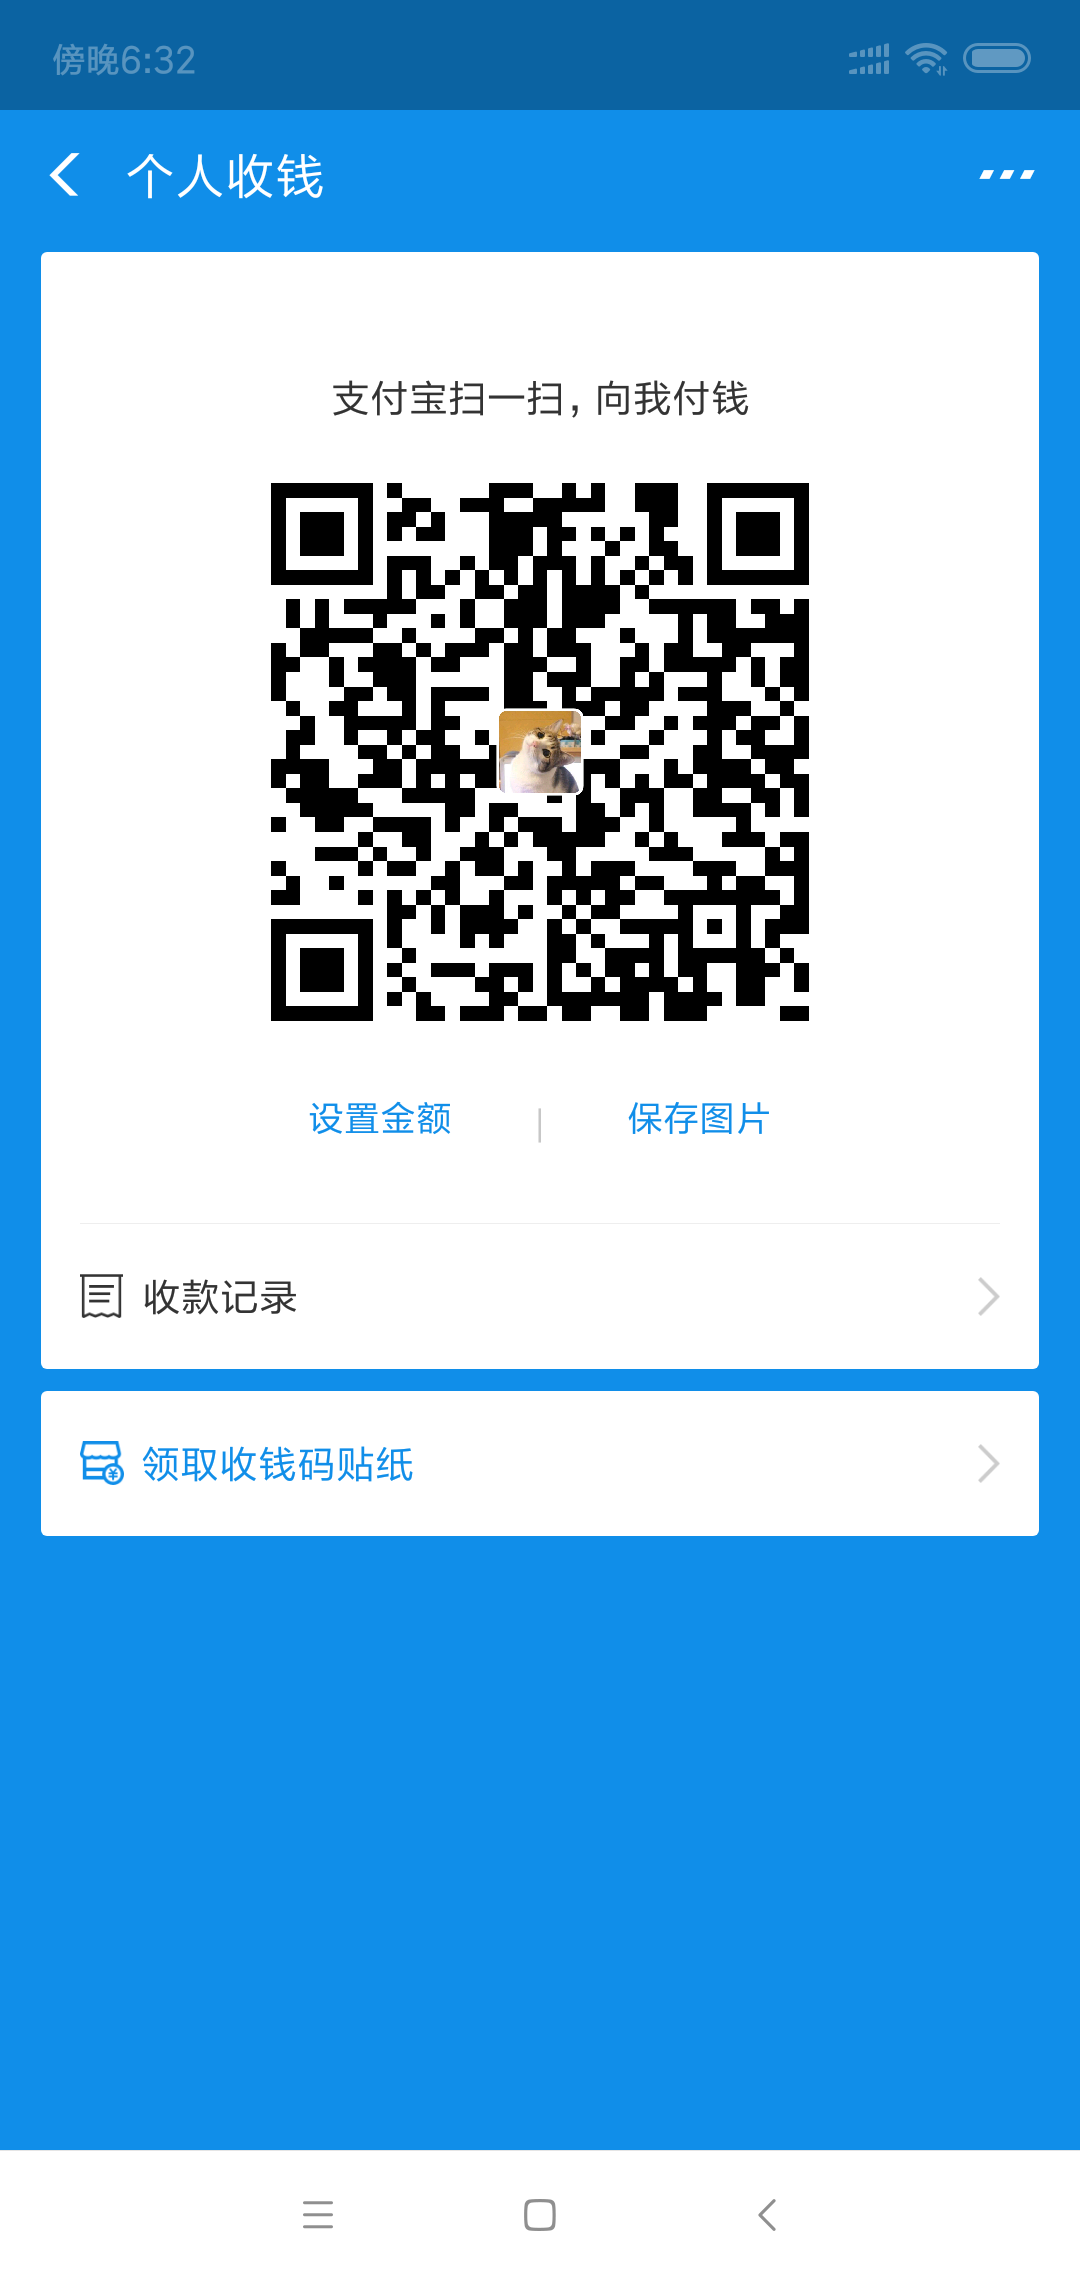 傍晚6:32
个人收钱
支付宝扫一扫，向我付钱
设置金额 | 保存图片
收款记录
领取收钱码贴纸